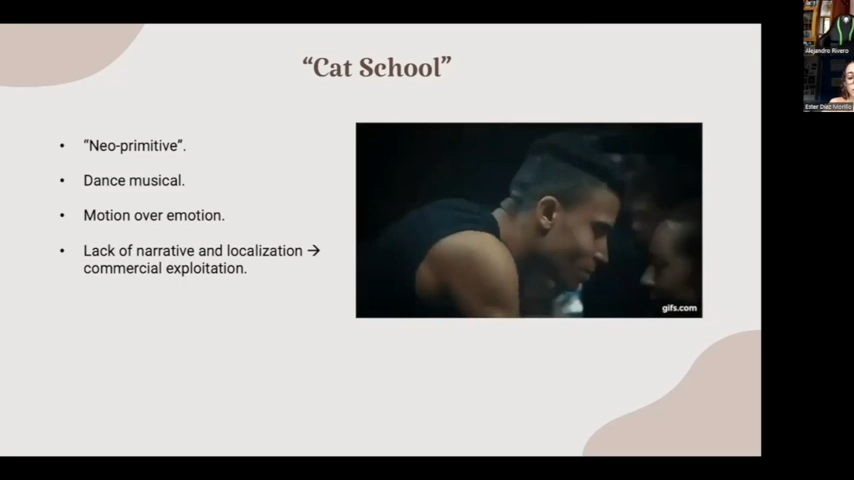 “Cat School”
• “Neo-primitive”.
• Dance musical.
• Motion over emotion.
• Lack of narrative and localization →
commercial exploitation.
gifs.com
Alejandro Rivero
Ester Díaz Morillo